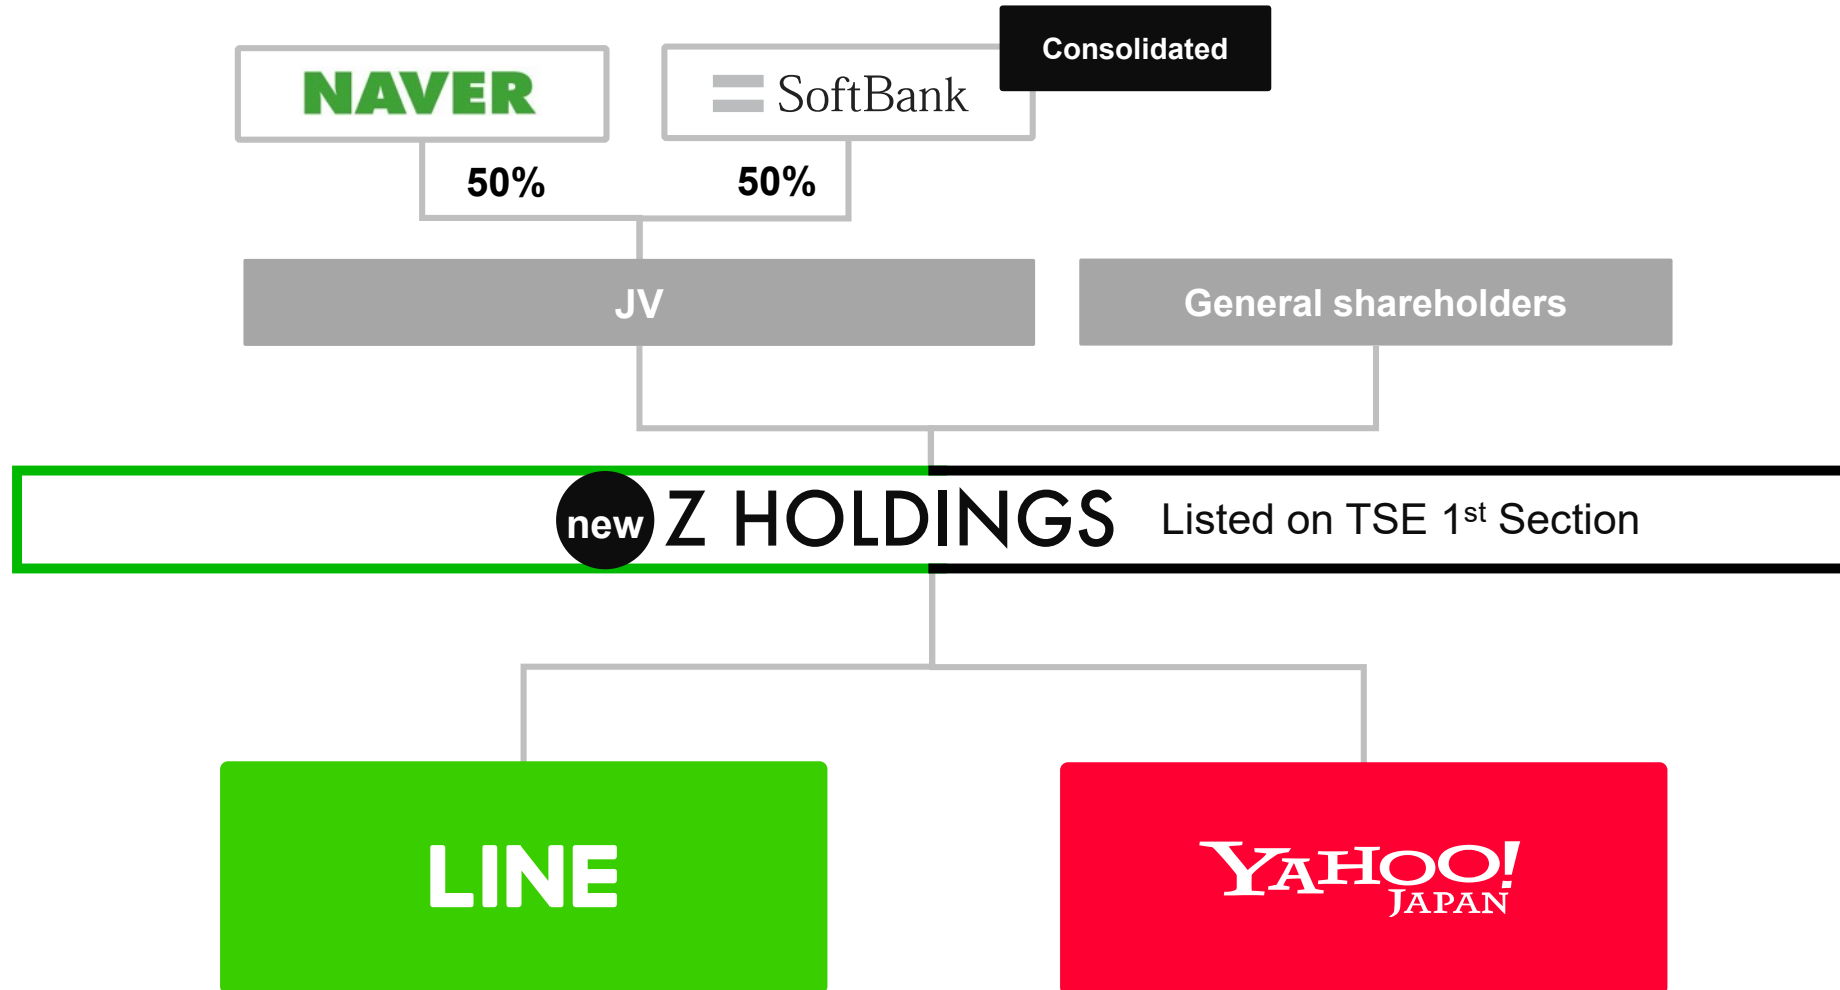 NAVER
SoftBank
Consolidated
50%
50%
JV
General shareholders
new Z HOLDINGS Listed on TSE 1st Section
LINE
YAHOO!
JAPAN